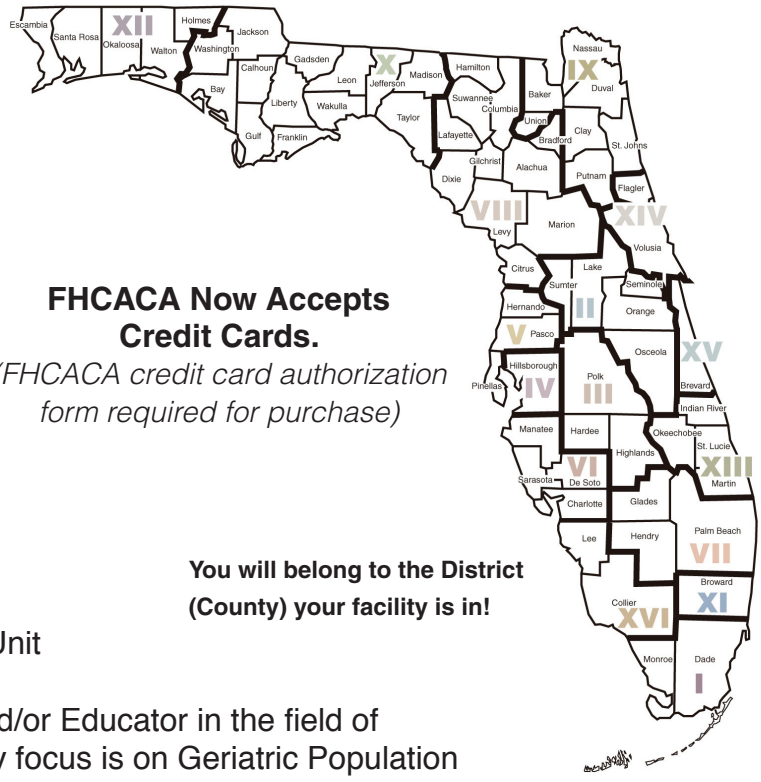 Escambia
Santa Rosa
XII
Okaloosa
Walton
Holmes
Washington
Jackson
Bay
Calhoun
Gulf
Liberty
Franklin
Gadsden
Leon
Wakulla
X
Jefferson
Madison
Taylor
Hamilton
Suwannee
Columbia
Lafayette
Dixie
Gilchrist
Baker
Union
Bradford
Alachua
Nassau
IX
Duval
Clay
St. Johns
Putnam
Flagler
VIII
Levy
Marion
XIV
Volusia
Citrus
Sumter
Lake
II
Seminole
Orange
Hernando
V
Pasco
Osceola
XV
Brevard
Hillsborough
IV
Pinellas
Polk
III
Indian River
Manatee
Hardee
Highlands
Okeechobee
St. Lucie
XIII
Martin
Sarasota
VI
De Soto
Charlotte
Glades
Lee
Hendry
Palm Beach
VII
Broward
XI
Collier
XVI
Monroe
Dade
I
FHCACA Now Accepts
Credit Cards.
(FHCACA credit card authorization
form required for purchase)
You will belong to the District
(County) your facility is in!
Unit
d/or Educator in the field of
y focus is on Geriatric Population